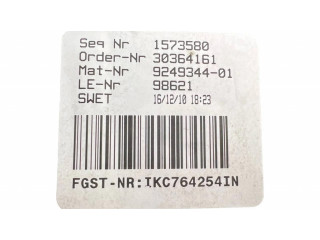 Seq Nr 1573580
Order-Nr 30364161
Mat-Nr 9249344-01
LE-Nr 98621
SWET 16/12/10 18:23
FGST-NR:IKC764254IN